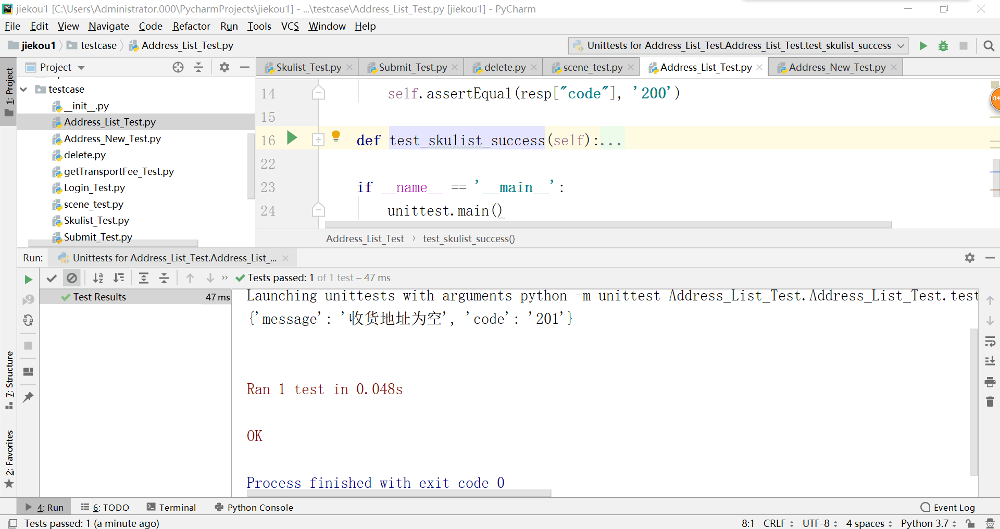 jiekou1 [C:\Users\Administrator.000\PycharmProjects\jiekou1] - ...\testcase\Address_List_Test.py [jiekou1] - PyCharm
File Edit View Navigate Code Refactor Run Tools VCS Window Help
jiekou1 testcase Address_List_Test.py Unittests for Address_List_Test.Address_List_Test.test_skulist_success
1: Project
Project
Skulist_Test.py Submit_Test.py delete.py scene_test.py Address_List_Test.py Address_New_Test.py
testcase
__init__.py
Address_List_Test.py
Address_New_Test.py
delete.py
getTransportFee_Test.py
Login_Test.py
scene_test.py
Skulist_Test.py
Submit_Test.py
14 self.assertEqual(resp["code"], '200')
15
16 def test_skulist_success(self):...
22
23 if __name__ == '__main__':
24 unittest.main()
84
Address_List_Test › test_skulist_success()
Run: Unittests for Address_List_Test.Address_List_...
Tests passed: 1 of 1 test – 47 ms
Test Results 47 ms
Launching unittests with arguments python -m unittest Address_List_Test.Address_List_Test.test
{'message': '收货地址为空', 'code': '201'}
Ran 1 test in 0.048s
OK
Process finished with exit code 0
7: Structure
2: Favorites
4: Run 6: TODO Terminal Python Console Event Log
Tests passed: 1 (a minute ago) 8:1 CRLF UTF-8 4 spaces Python 3.7